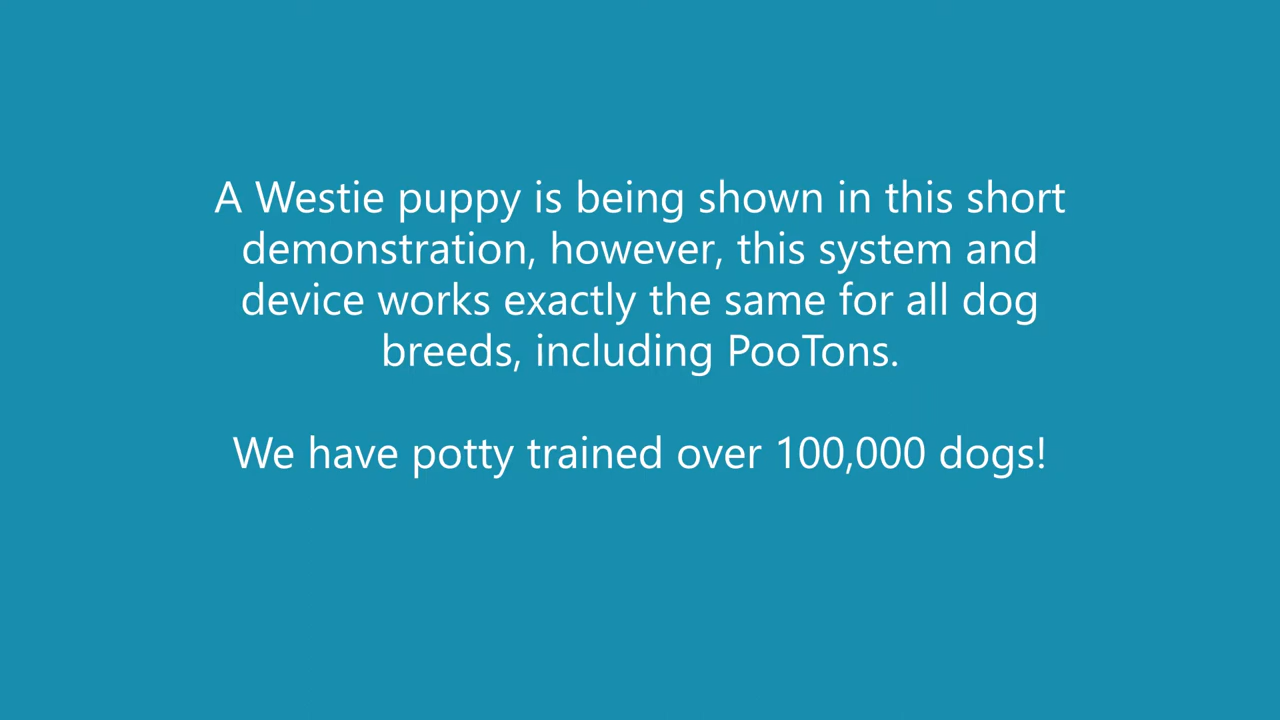 A Westie puppy is being shown in this short
demonstration, however, this system and
device works exactly the same for all dog
breeds, including PooTons.
We have potty trained over 100,000 dogs!